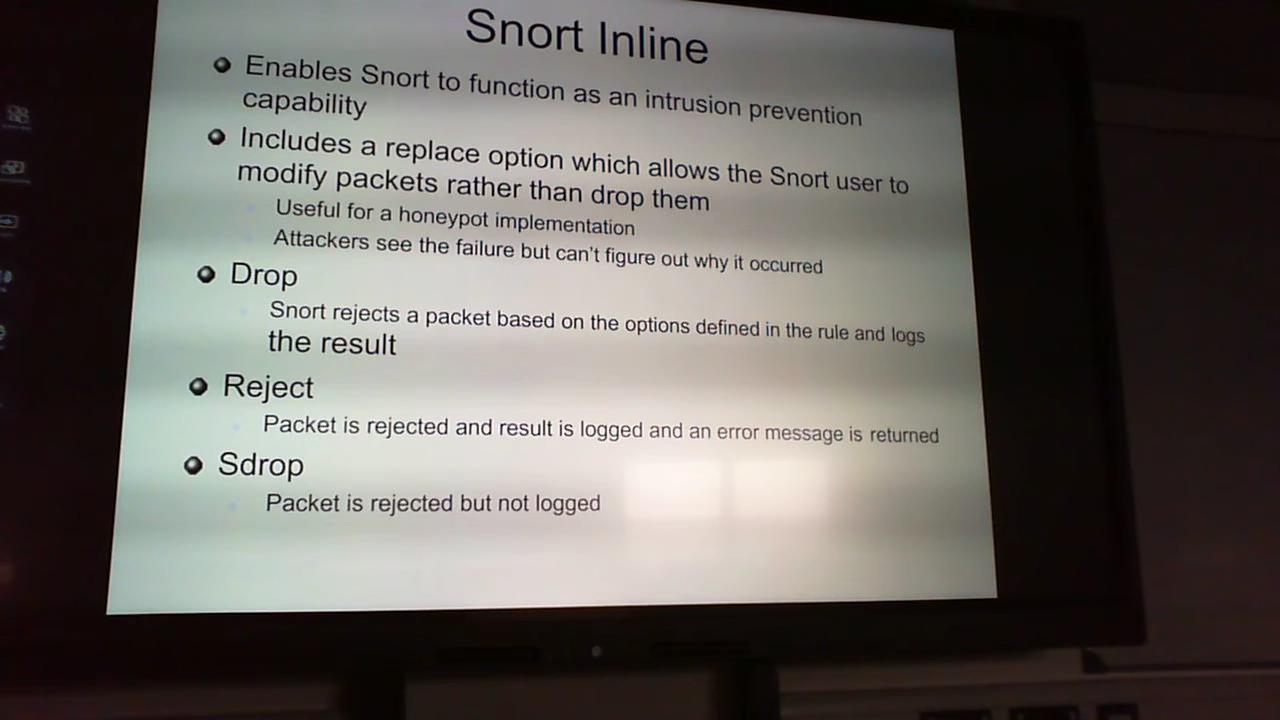 Snort Inline
Enables Snort to function as an intrusion prevention
capability
Includes a replace option which allows the Snort user to
modify packets rather than drop them
Useful for a honeypot implementation
Attackers see the failure but can't figure out why it occurred
Drop
Snort rejects a packet based on the options defined in the rule and logs
the result
Reject
Packet is rejected and result is logged and an error message is returned
Sdrop
Packet is rejected but not logged